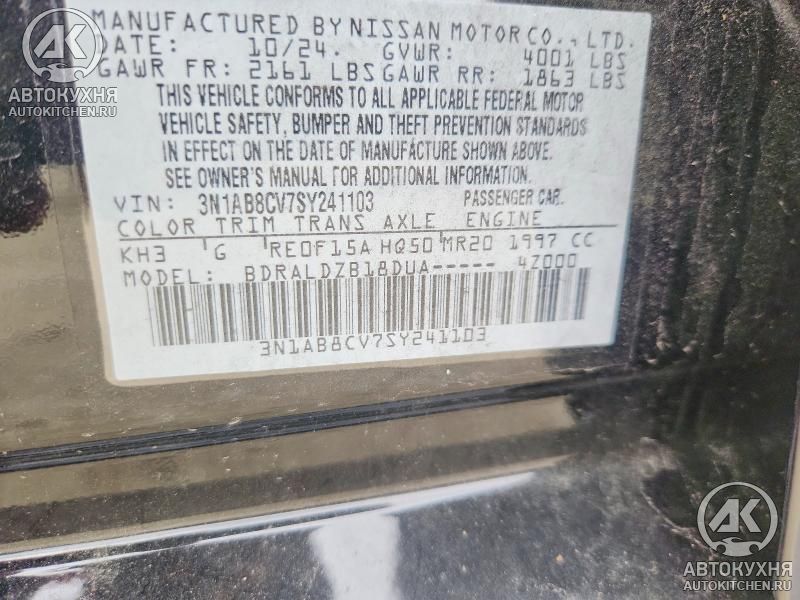 MANUFACTURED BY NISSAN MOTOR CO., LTD.
DATE: 10/24. GVWR: 4001 LBS
GAWR FR: 2161 LBS GAWR RR: 1863 LBS
THIS VEHICLE CONFORMS TO ALL APPLICABLE FEDERAL MOTOR
VEHICLE SAFETY, BUMPER AND THEFT PREVENTION STANDARDS
IN EFFECT ON THE DATE OF MANUFACTURE SHOWN ABOVE.
SEE OWNER'S MANUAL FOR ADDITIONAL INFORMATION
VIN: 3N1AB8CV7SY241103 PASSENGER CAR.
COLOR TRIM TRANS AXLE ENGINE
KH3 G RE0F15A HQ50 MR20 1997 CC
MODEL: BDRALDZB18DUA----- 4Z000
3N1AB8CV7SY241103
АК
АВТОКУХНЯ
AUTOKITCHEN.RU
АК
АВТОКУХНЯ
AUTOKITCHEN.RU